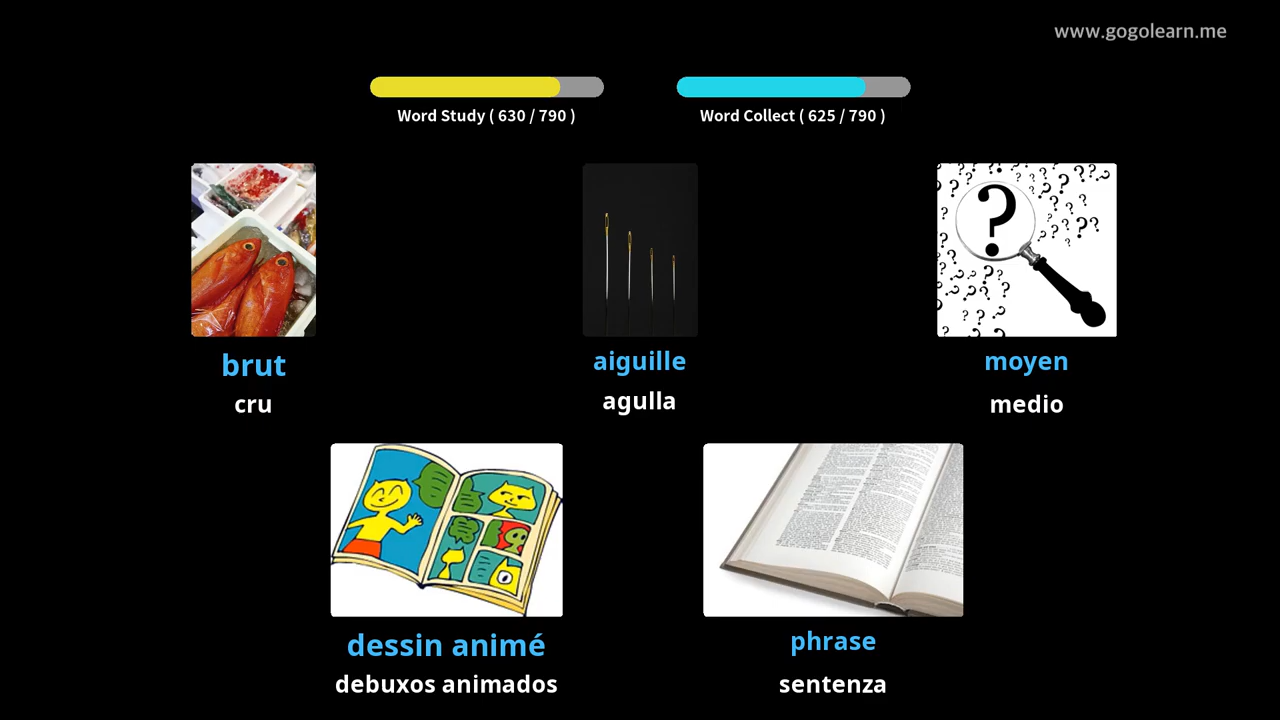 www.gogolearn.me
Word Study ( 630 / 790 )
Word Collect ( 625 / 790 )
brut
cru
aiguille
agulla
moyen
medio
dessin animé
debuxos animados
phrase
sentenza